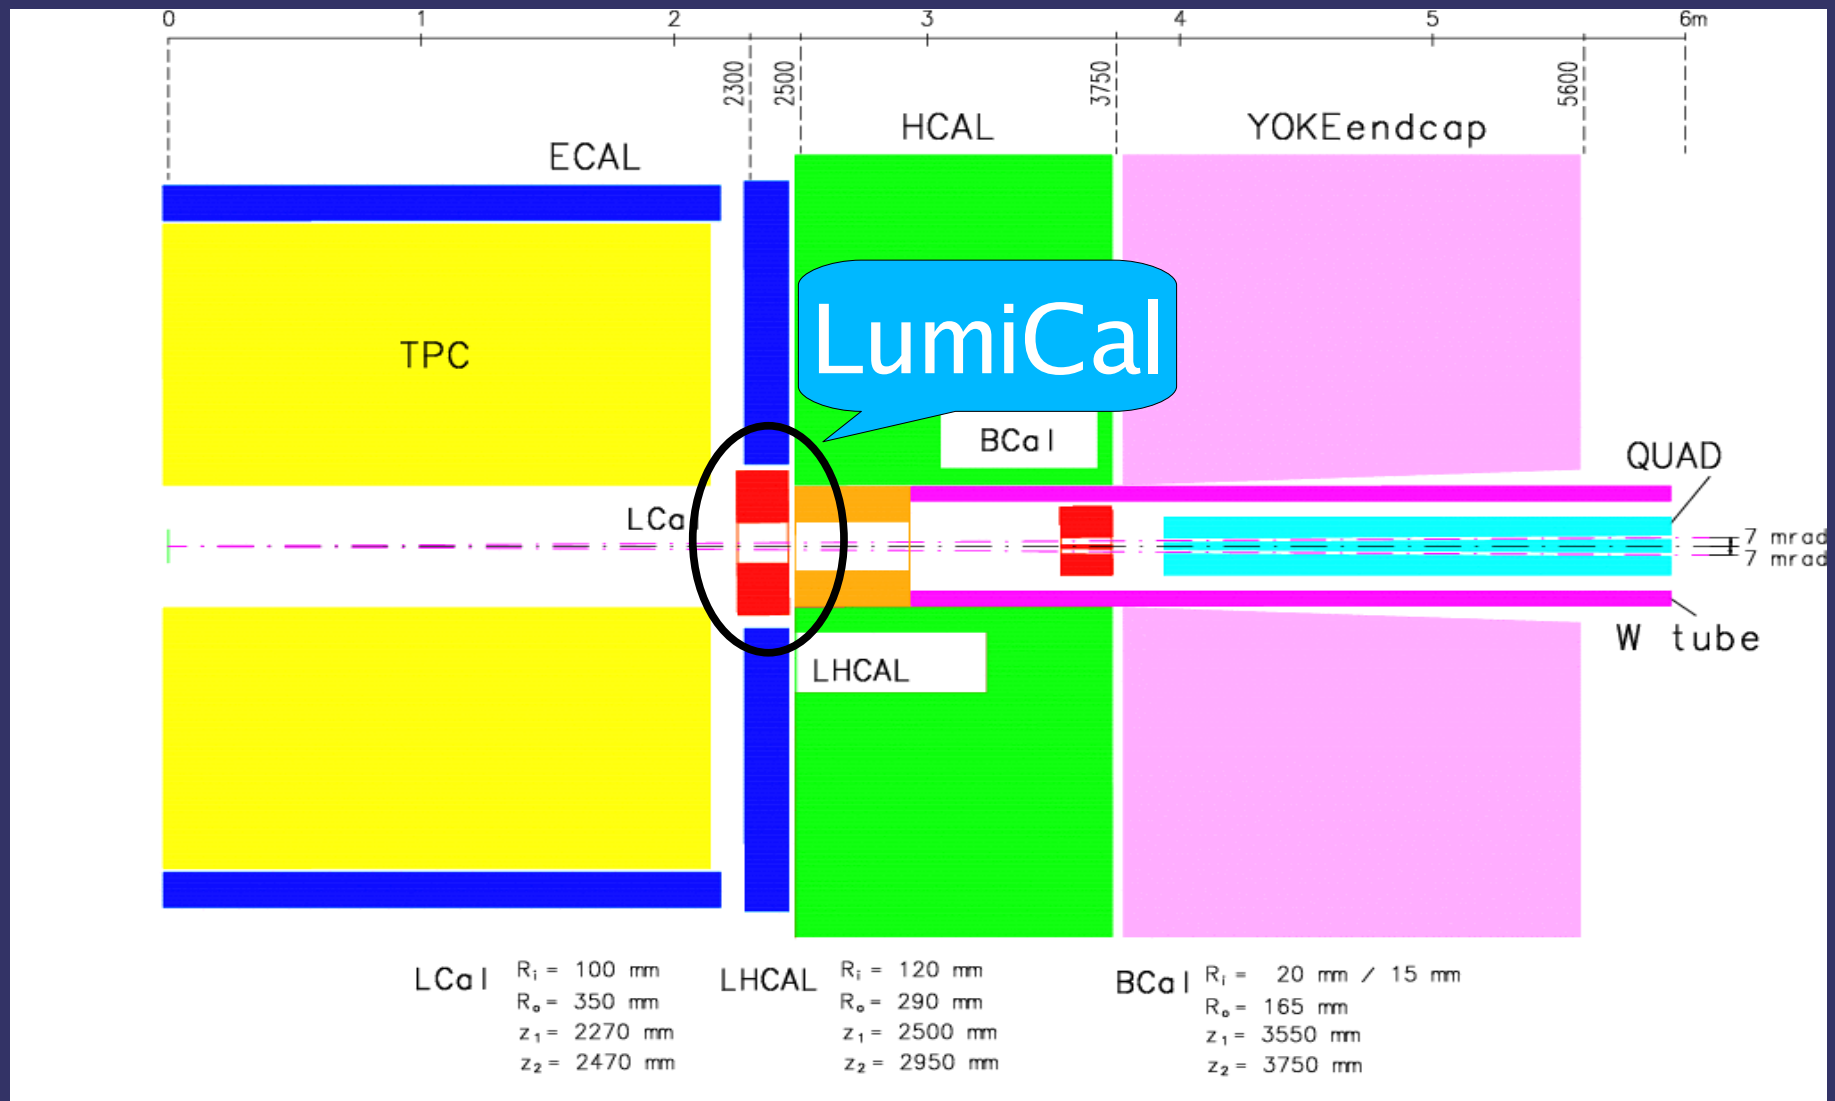 0 1 2 3 4 5 6m
2300 2500 3750 5600
HCAL YOKEendcap
ECAL
LumiCal
TPC
BCal
QUAD
LCa
7 mrad
7 mrad
W tube
LHCAL
LCal Ri = 100 mm
Ro = 350 mm
z1 = 2270 mm
z2 = 2470 mm
LHCAL Ri = 120 mm
Ro = 290 mm
z1 = 2500 mm
z2 = 2950 mm
BCal Ri = 20 mm / 15 mm
Ro = 165 mm
z1 = 3550 mm
z2 = 3750 mm